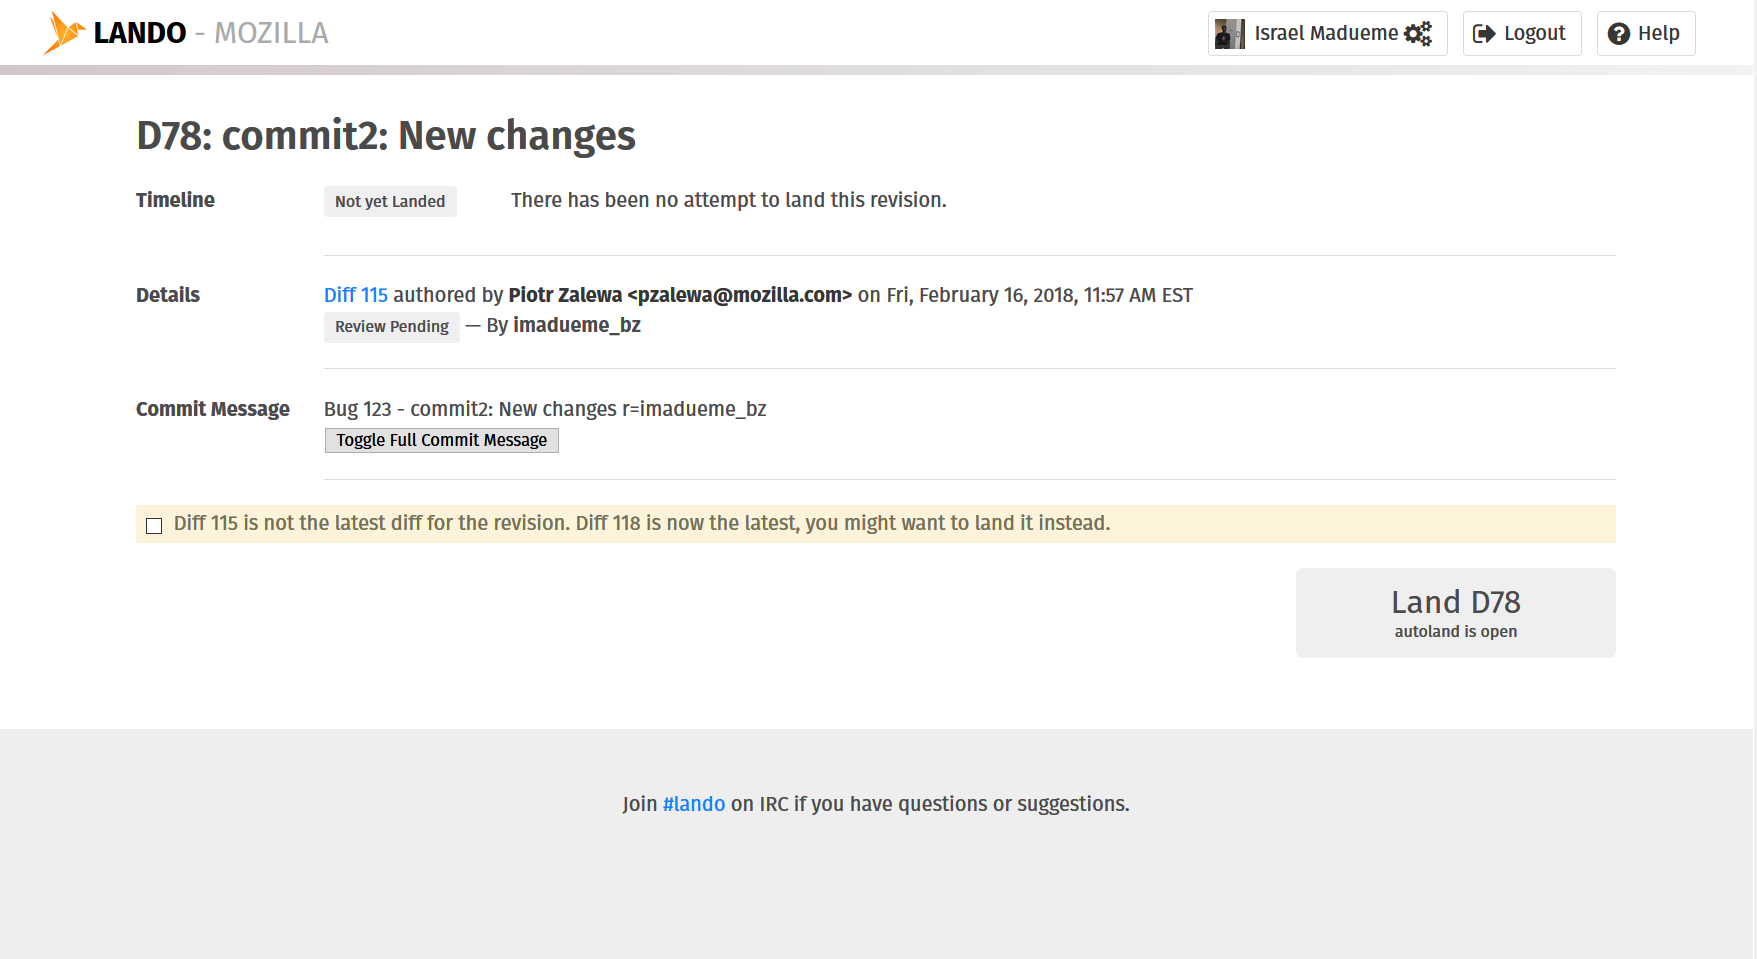 LANDO - MOZILLA
Israel Madueme
Logout
Help
D78: commit2: New changes
Timeline
Not yet Landed
There has been no attempt to land this revision.
Details
Diff 115 authored by Piotr Zalewa <pzalewa@mozilla.com> on Fri, February 16, 2018, 11:57 AM EST
Review Pending — By imadueme_bz
Commit Message
Bug 123 - commit2: New changes r=imadueme_bz
Toggle Full Commit Message
Diff 115 is not the latest diff for the revision. Diff 118 is now the latest, you might want to land it instead.
Land D78
autoland is open
Join #lando on IRC if you have questions or suggestions.